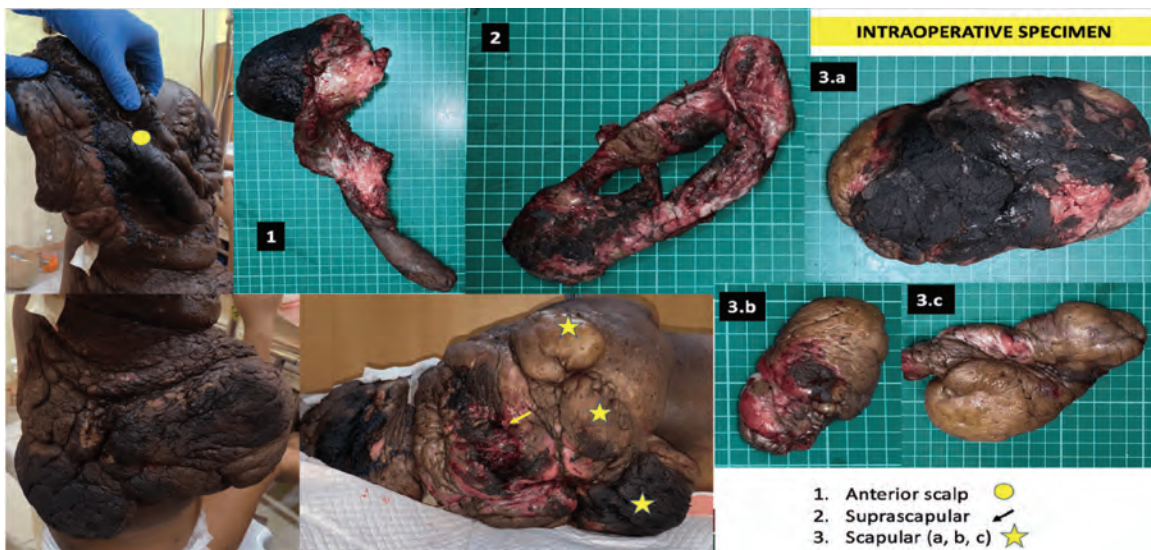 INTRAOPERATIVE SPECIMEN
1
2
3.a
3.b
3.c
1. Anterior scalp
2. Suprascapular
3. Scapular (a, b, c)